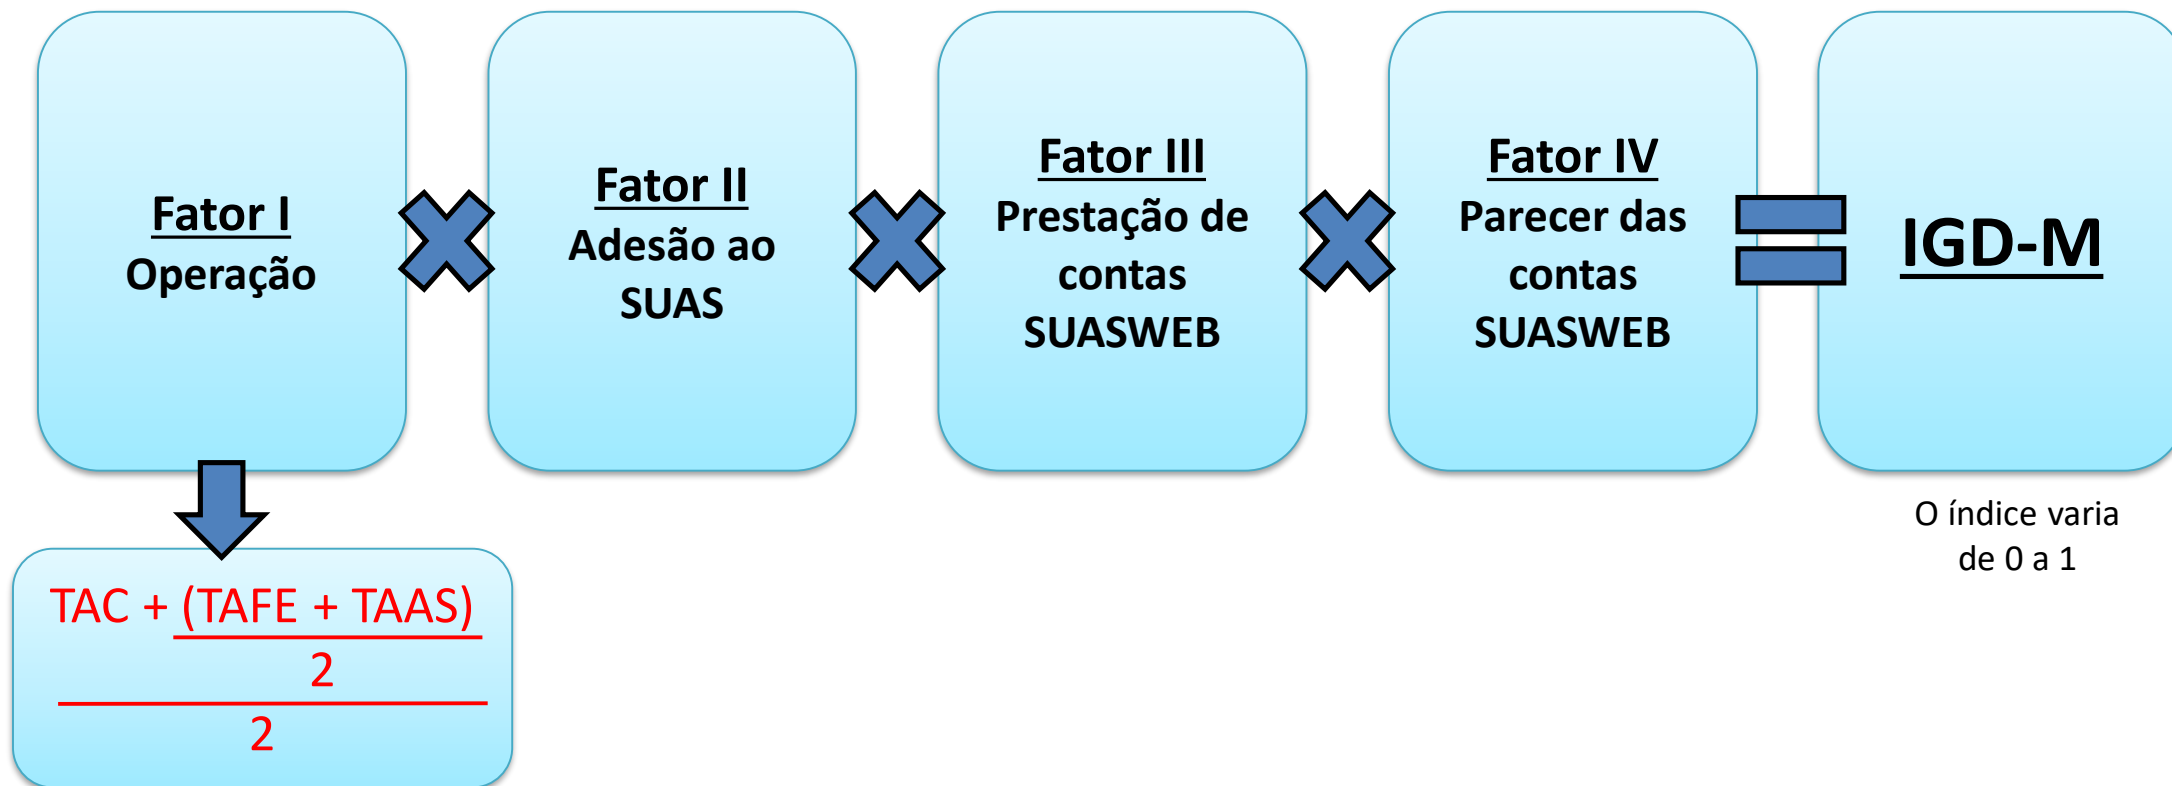 Fator I
Operação
Fator II
Adesão ao
SUAS
Fator III
Prestação de
contas
SUASWEB
Fator IV
Parecer das
contas
SUASWEB
IGD-M
O índice varia
de 0 a 1
TAC + (TAFE + TAAS)
2
2